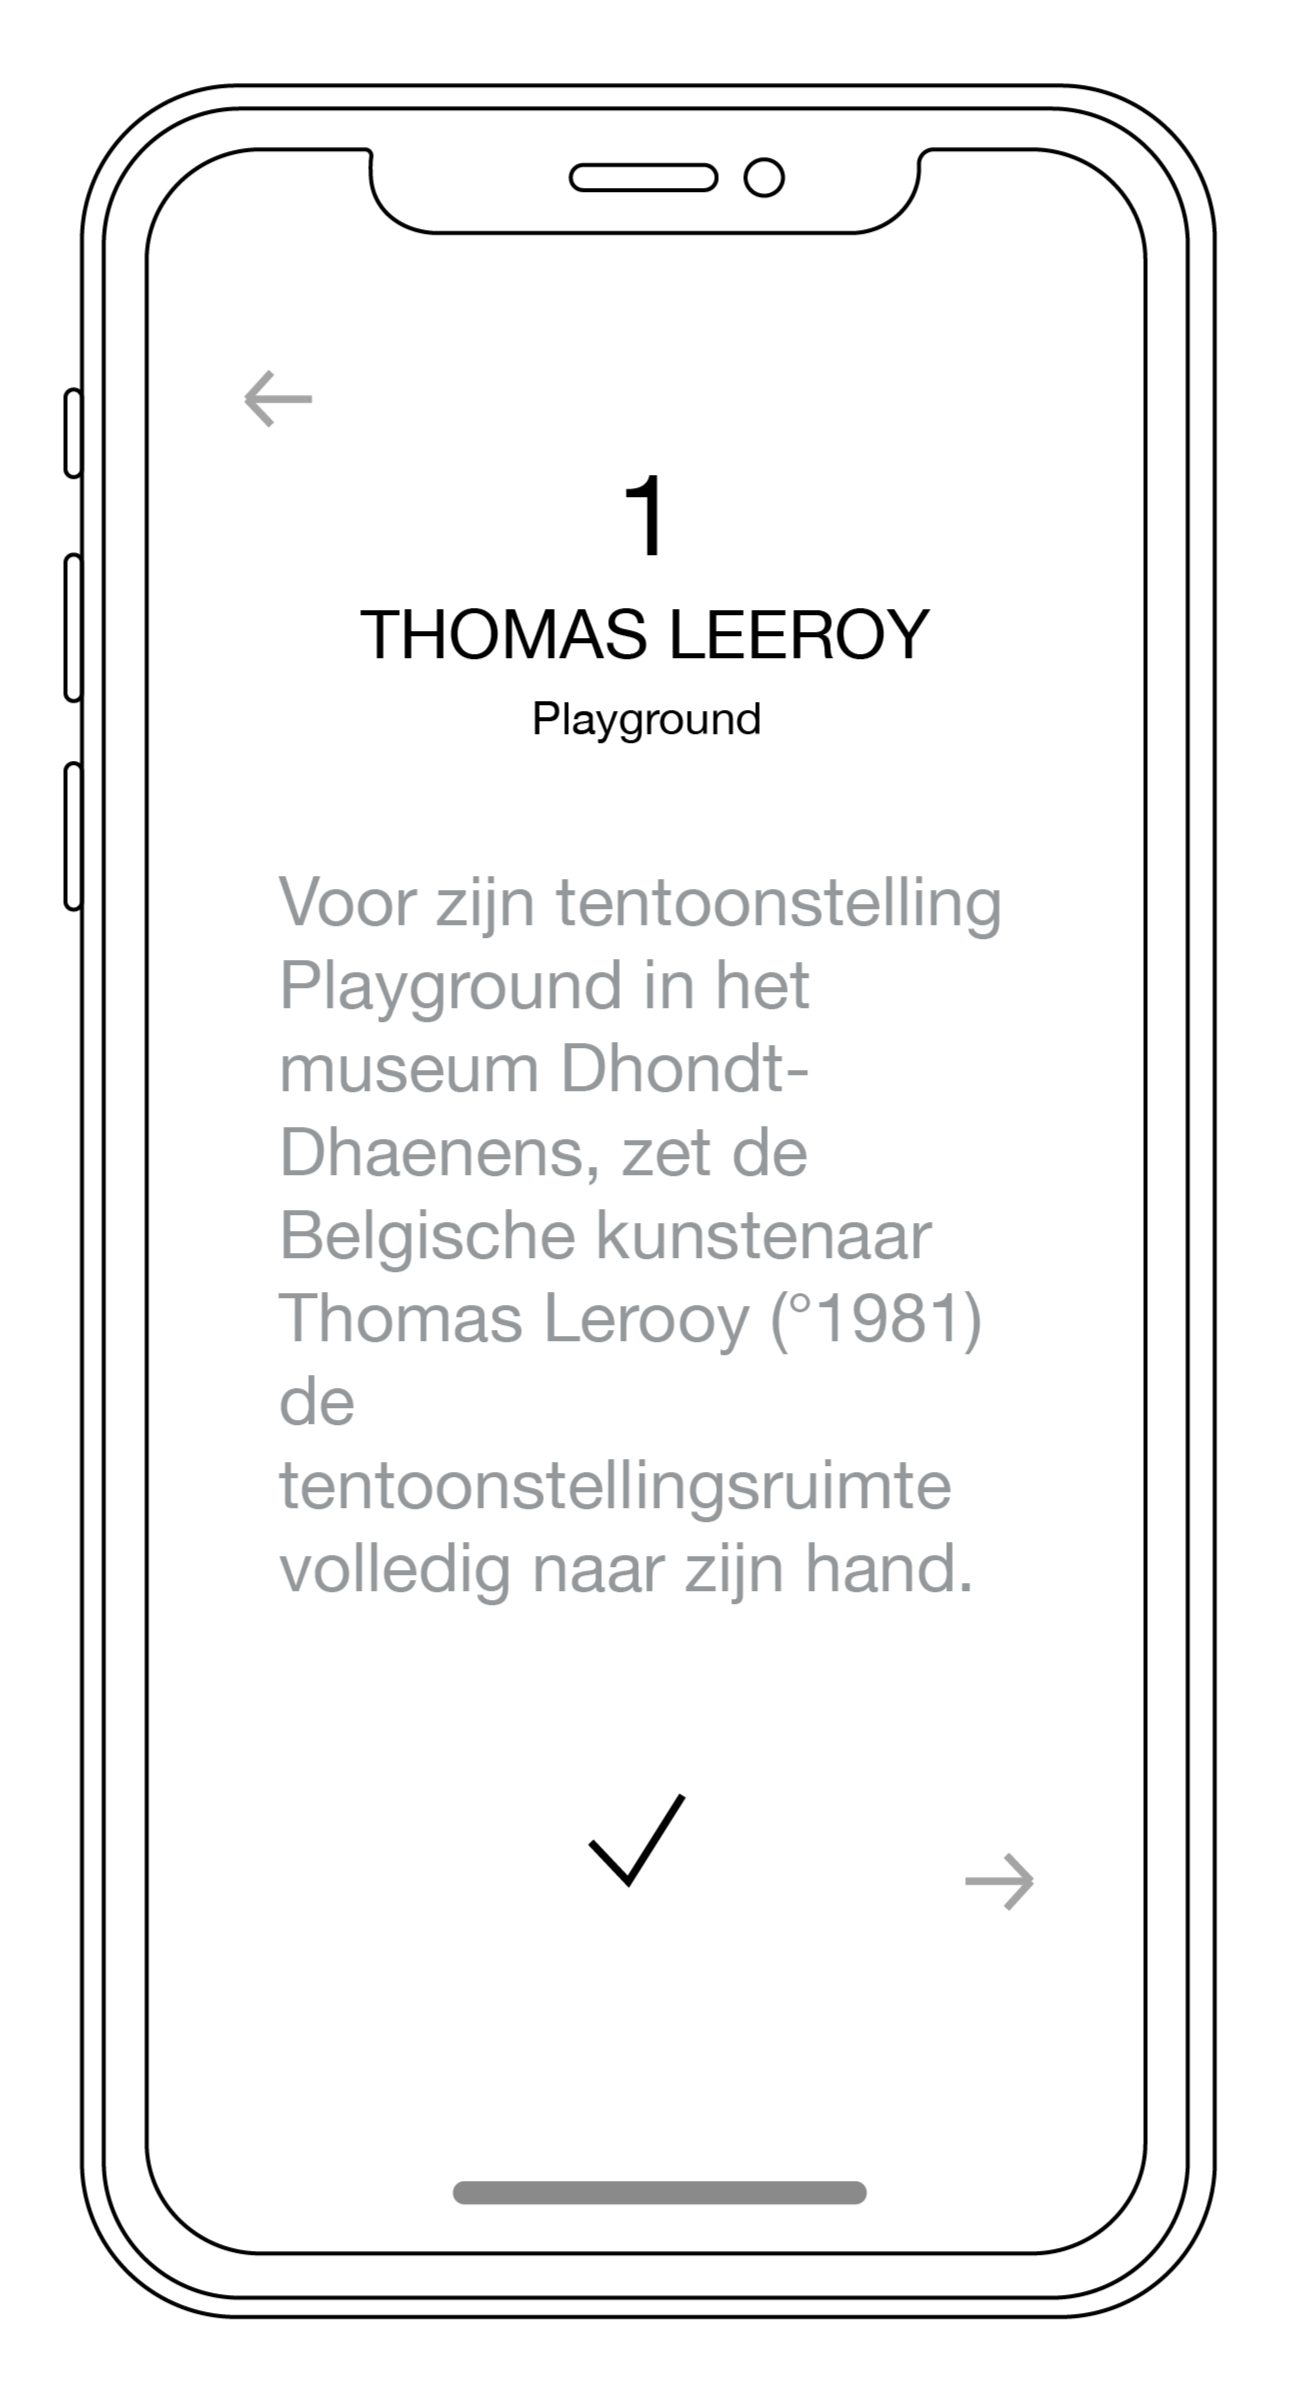 1
THOMAS LEEROY
Playground
Voor zijn tentoonstelling
Playground in het
museum Dhondt-
Dhaenens, zet de
Belgische kunstenaar
Thomas Lerooy (°1981)
de
tentoonstellingsruimte
volledig naar zijn hand.